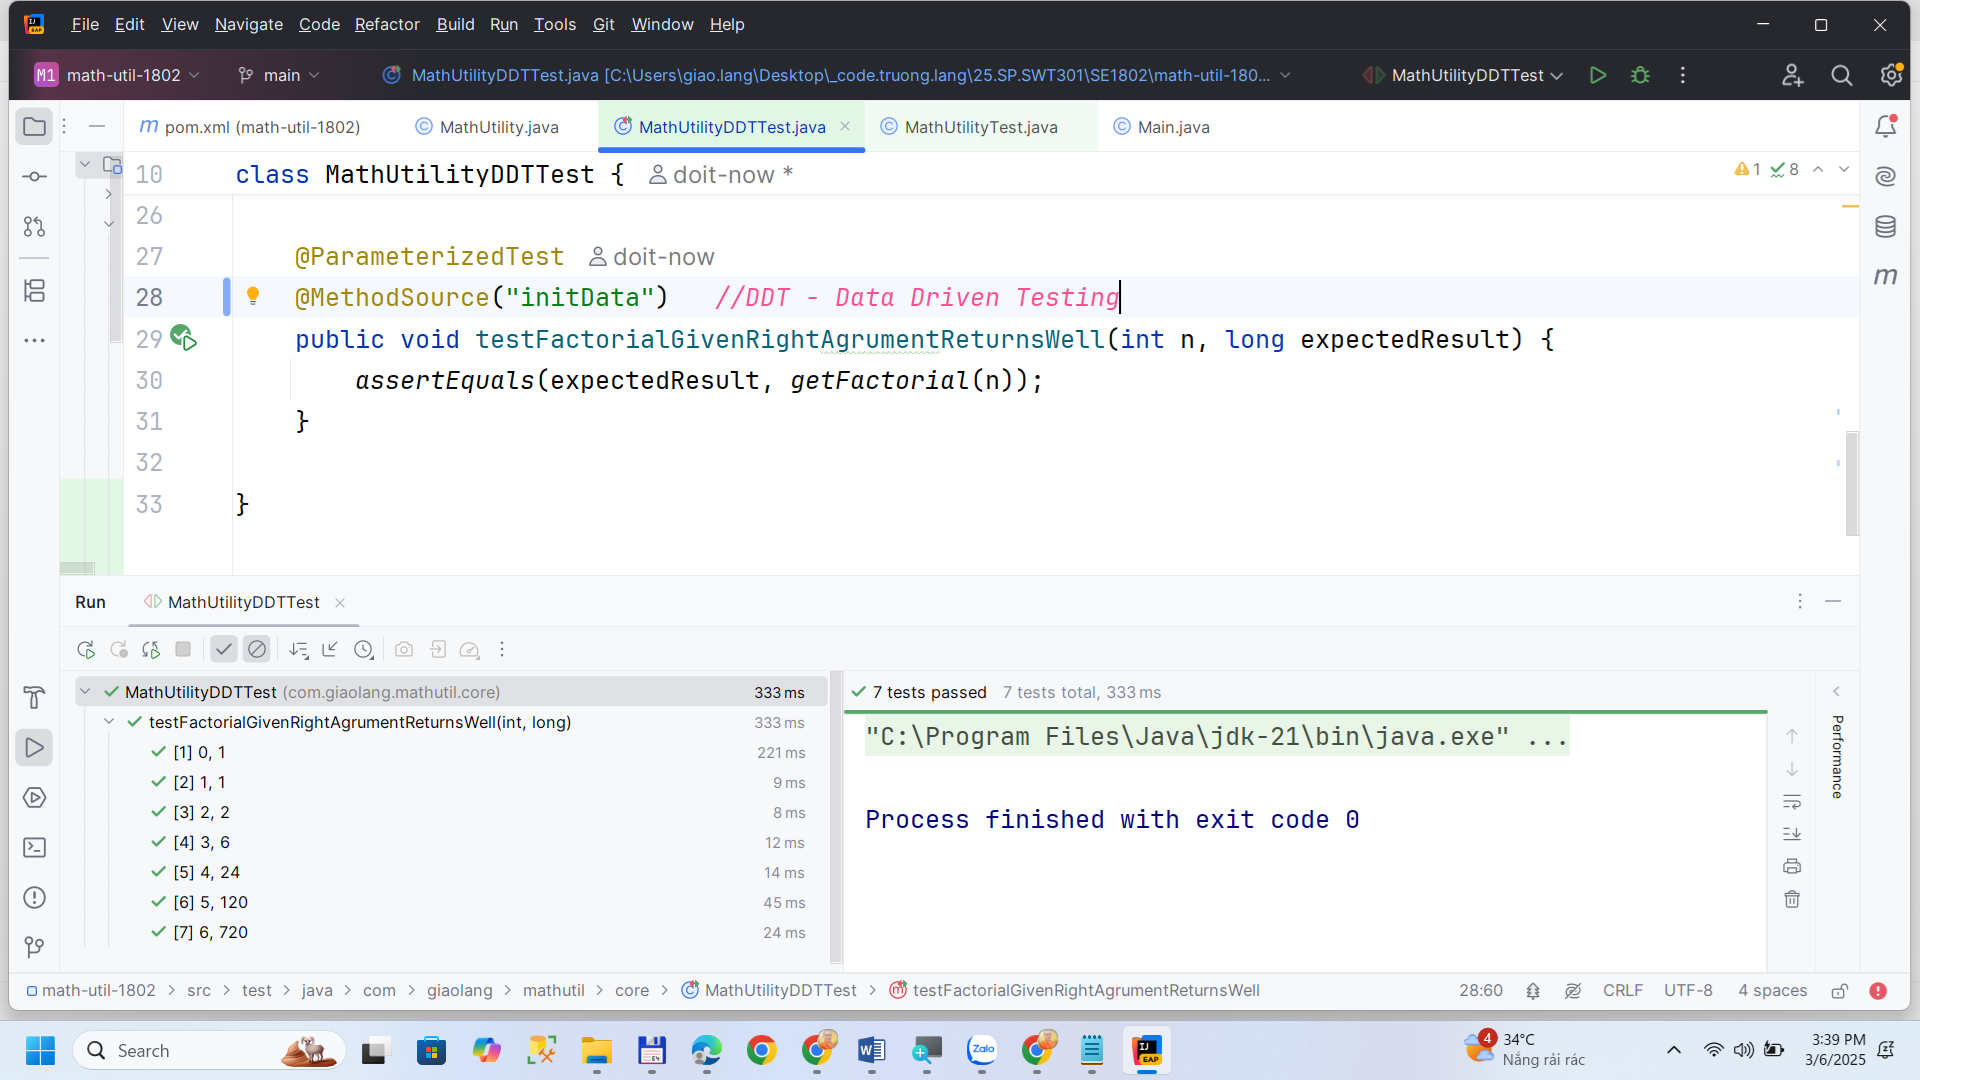 File Edit View Navigate Code Refactor Build Run Tools Git Window Help
M1 math-util-1802 main MathUtilityDDTTest.java [C:\Users\giao.lang\Desktop\_code.truong.lang\25.SP.SWT301\SE1802\math-util-180... MathUtilityDDTTest
pom.xml (math-util-1802) MathUtility.java MathUtilityDDTTest.java MathUtilityTest.java Main.java
10 class MathUtilityDDTTest { doit-now *
1 8
26
27 @ParameterizedTest doit-now
28 @MethodSource("initData") //DDT - Data Driven Testing
29 public void testFactorialGivenRightAgrumentReturnsWell(int n, long expectedResult) {
30 assertEquals(expectedResult, getFactorial(n));
31 }
32
33 }
Run MathUtilityDDTTest
MathUtilityDDTTest (com.giaolang.mathutil.core) 333 ms
testFactorialGivenRightAgrumentReturnsWell(int, long) 333 ms
[1] 0, 1 221 ms
[2] 1, 1 9 ms
[3] 2, 2 8 ms
[4] 3, 6 12 ms
[5] 4, 24 14 ms
[6] 5, 120 45 ms
[7] 6, 720 24 ms
7 tests passed 7 tests total, 333 ms
"C:\Program Files\Java\jdk-21\bin\java.exe" ...
Process finished with exit code 0
Performance
math-util-1802 > src > test > java > com > giaolang > mathutil > core > MathUtilityDDTTest > testFactorialGivenRightAgrumentReturnsWell
28:60 CRLF UTF-8 4 spaces
Search
Zalo
4 34°C
Nắng rải rác
3:39 PM
3/6/2025